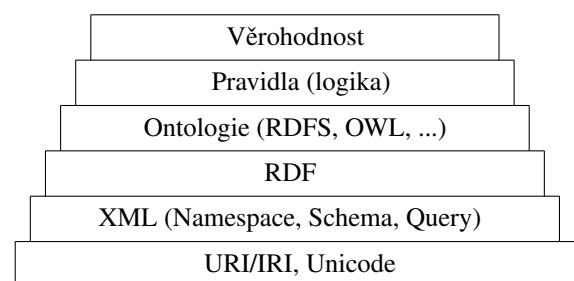 Věrohodnost
Pravidla (logika)
Ontologie (RDFS, OWL, ...)
RDF
XML (Namespace, Schema, Query)
URI/IRI, Unicode